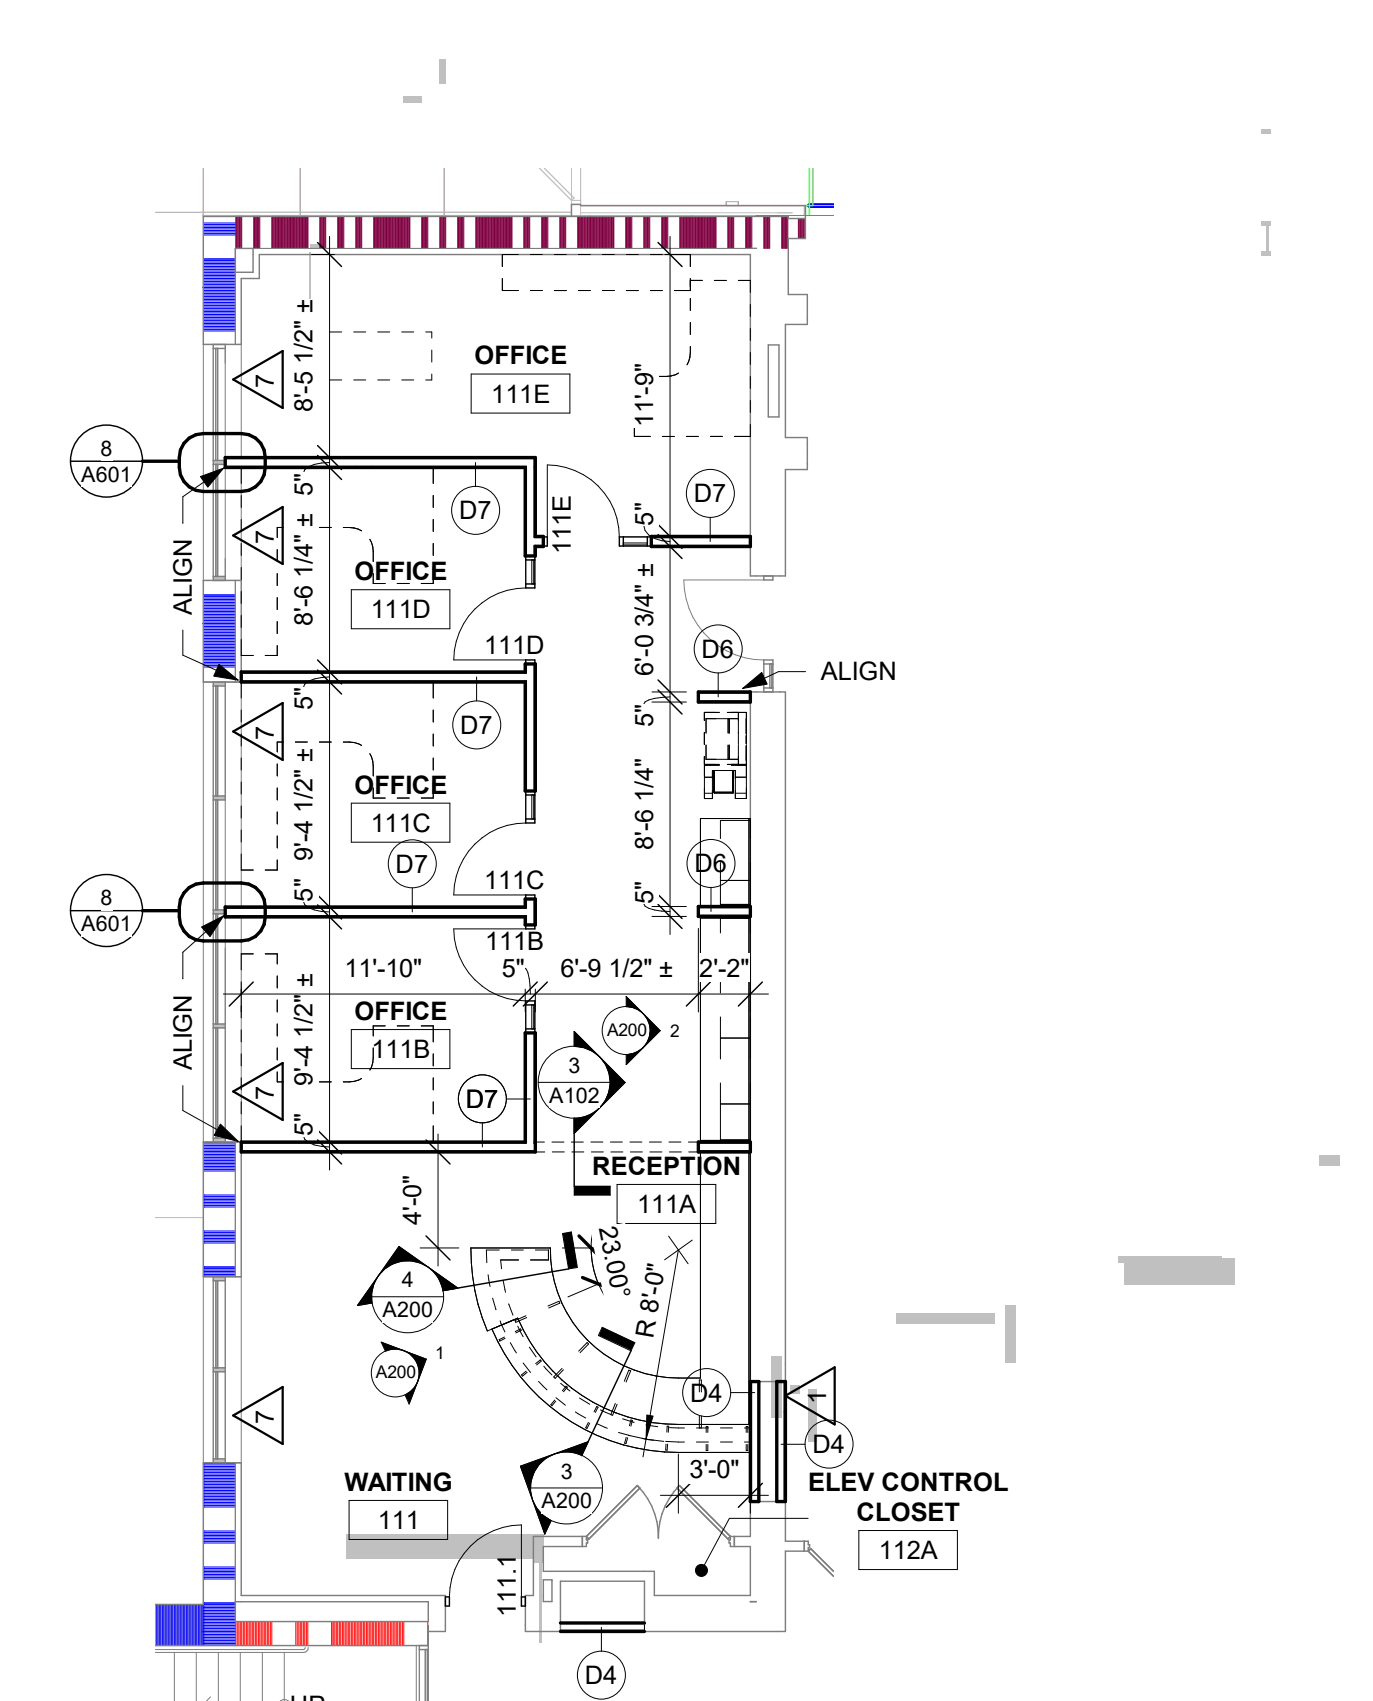 8'-5 1/2" ±
OFFICE
111E
11'-9"
7
8
A601
5"
D7
111E
D7
5"
7
ALIGN
8'-6 1/4" ±
OFFICE
111D
111D
6'-0 3/4" ±
D6
ALIGN
5"
D7
5"
7
9'-4 1/2" ±
OFFICE
111C
D7
8'-6 1/4"
D6
8
A601
5"
111C
5"
111B
11'-10"
5"
6'-9 1/2" ±
2'-2"
ALIGN
9'-4 1/2" ±
OFFICE
111B
A200
2
3
A102
7
D7
5"
RECEPTION
111A
4'-0"
23.00°
R 8'-0"
4
A200
A200
1
D4
1
7
D4
3'-0"
3
A200
WAITING
111
ELEV CONTROL
CLOSET
112A
111.1
D4
UP